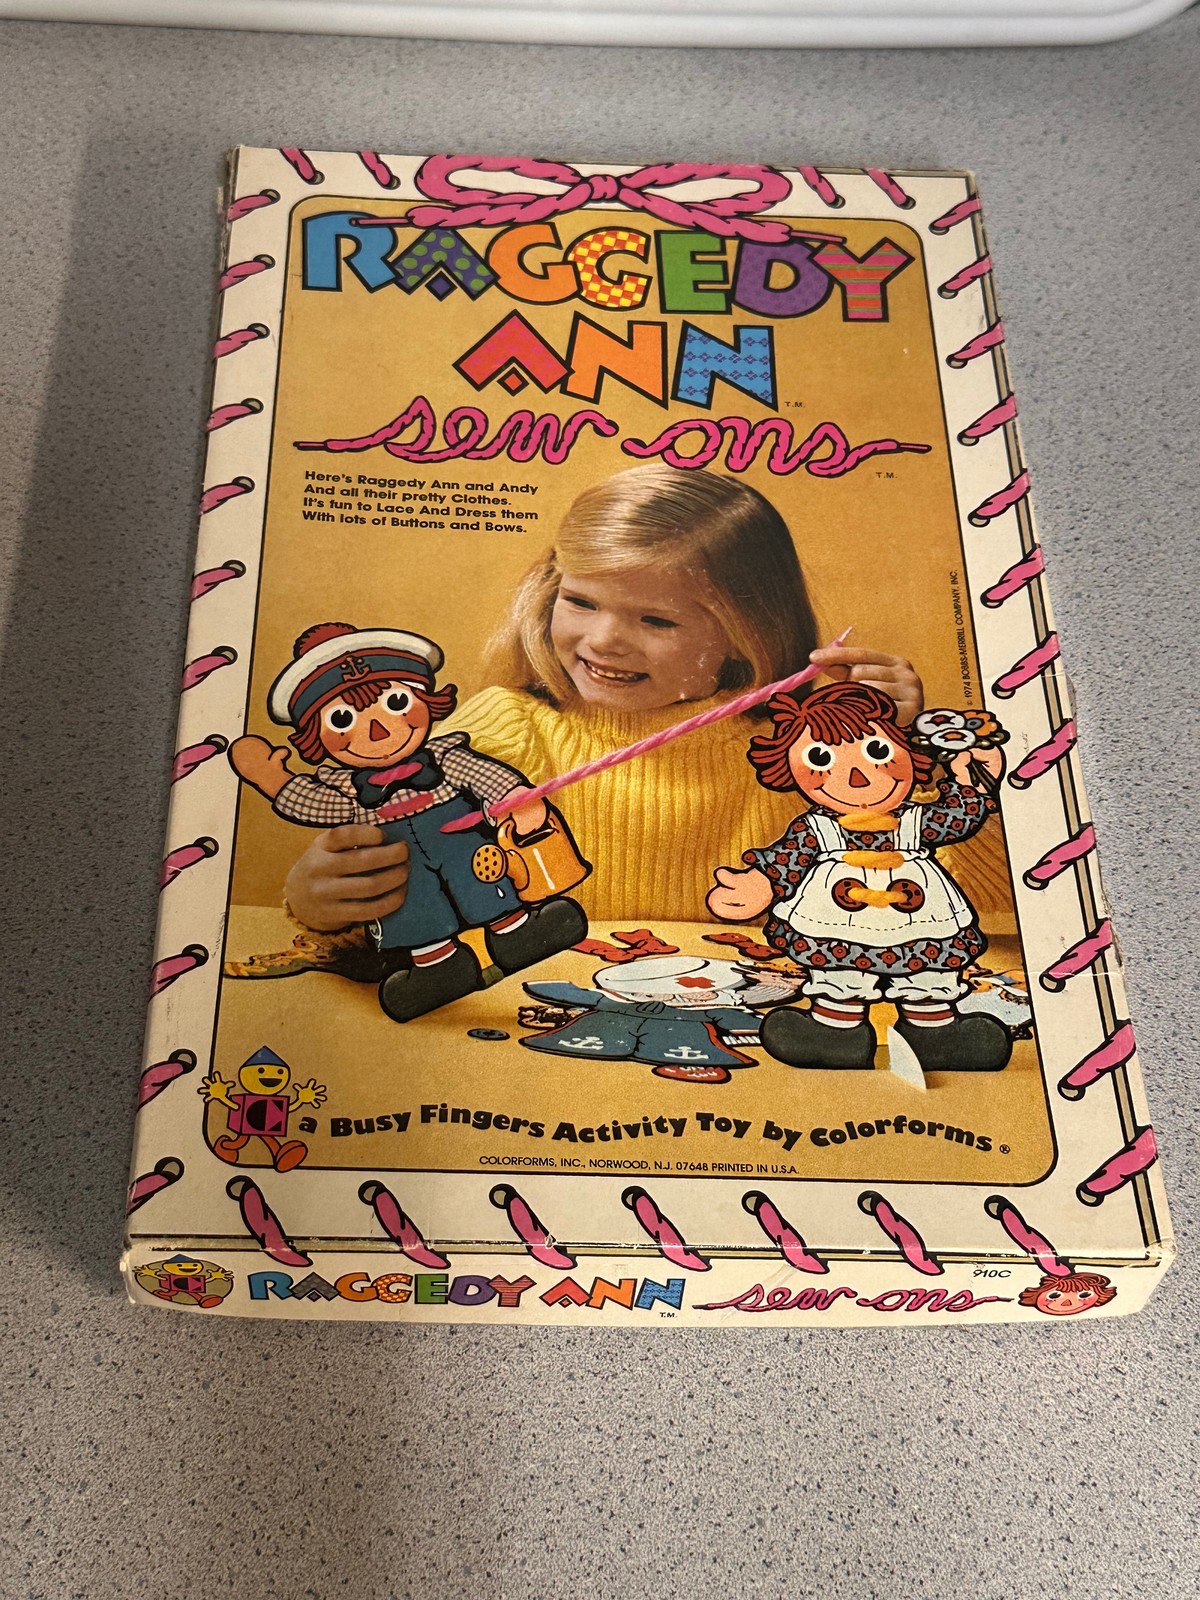 RAGGEDY
ANN T.M.
sew ons T.M.
Here's Raggedy Ann and Andy
And all their pretty Clothes.
It's fun to Lace And Dress them
With lots of Buttons and Bows.
© 1974 BOBBS-MERRILL COMPANY, INC.
C
a Busy Fingers Activity Toy by Colorforms ®
COLORFORMS, INC., NORWOOD, N.J. 07648 PRINTED IN U.S.A.
910C
C RAGGEDY ANN T.M. sew ons